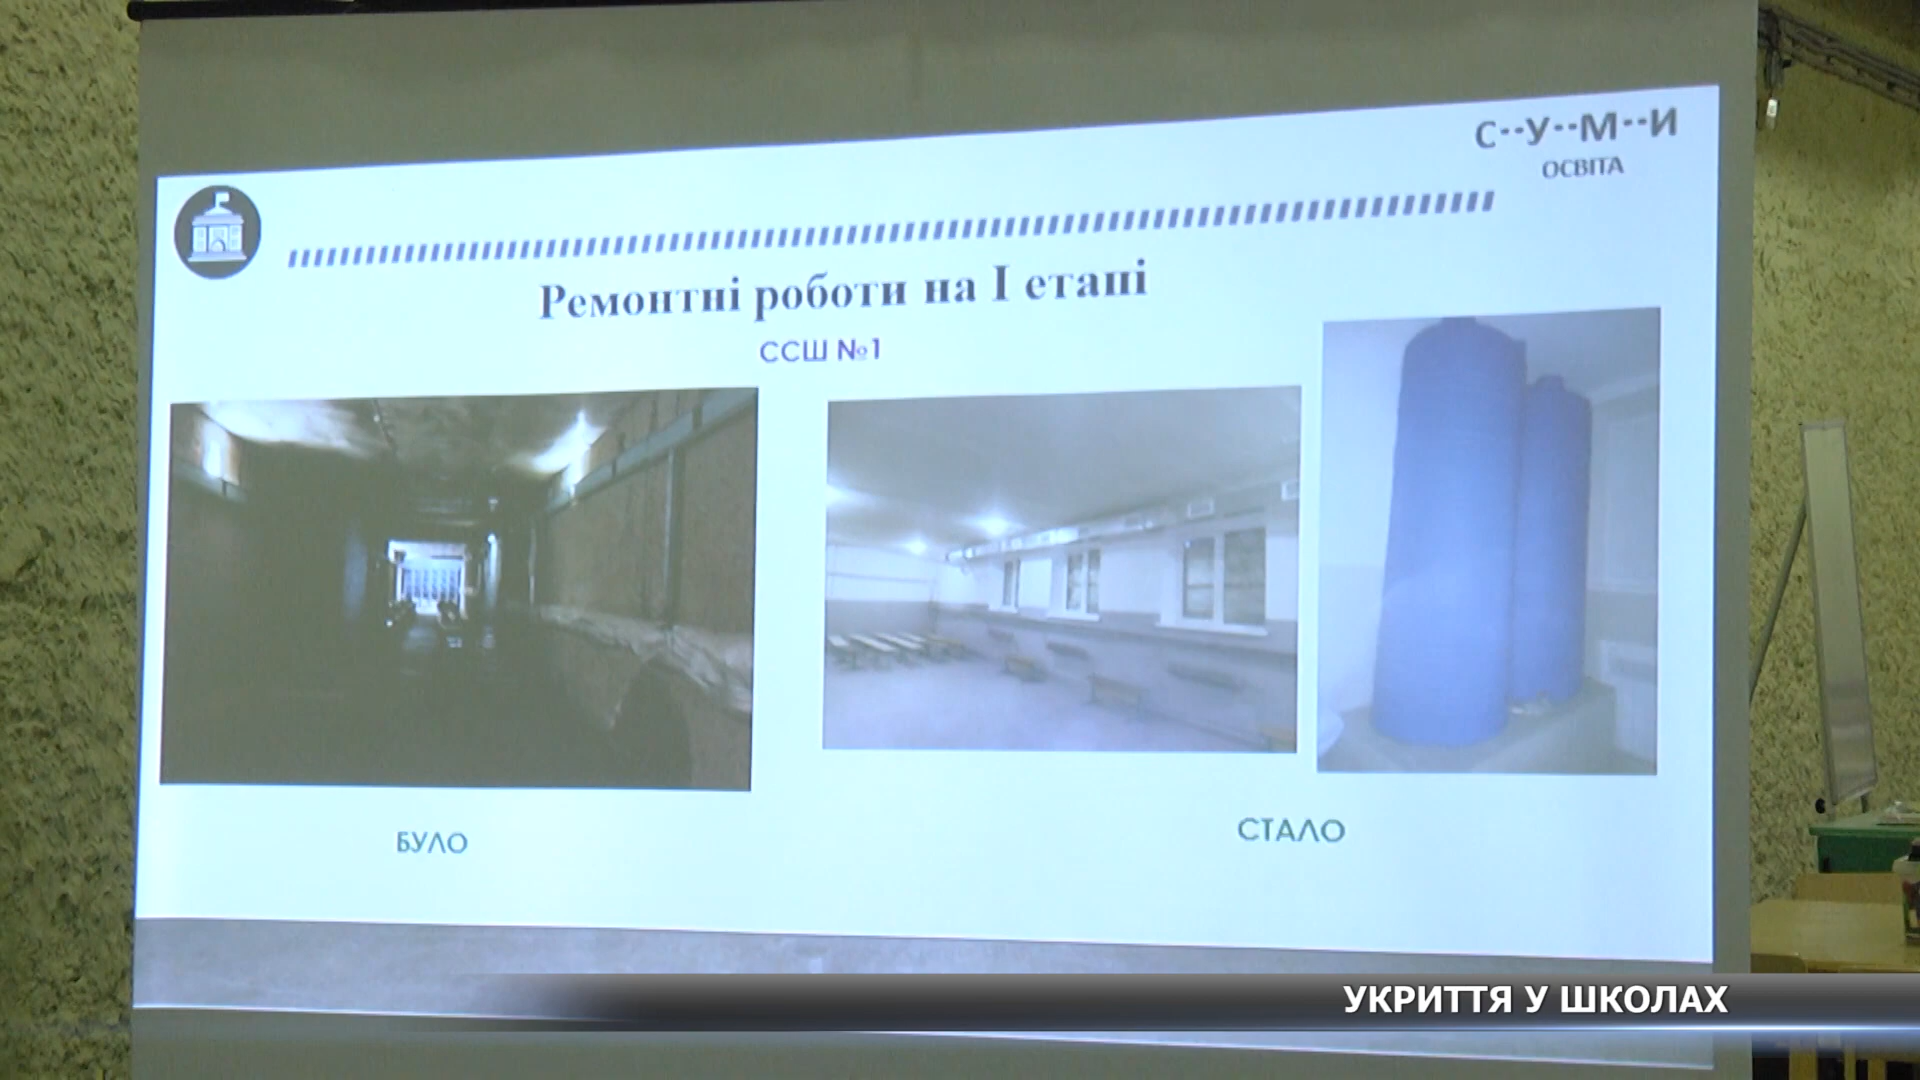 С··У··М··И
ОСВІТА
Ремонтні роботи на І етапі
ССШ №1
БУЛО
СТАЛО
УКРИТТЯ У ШКОЛАХ